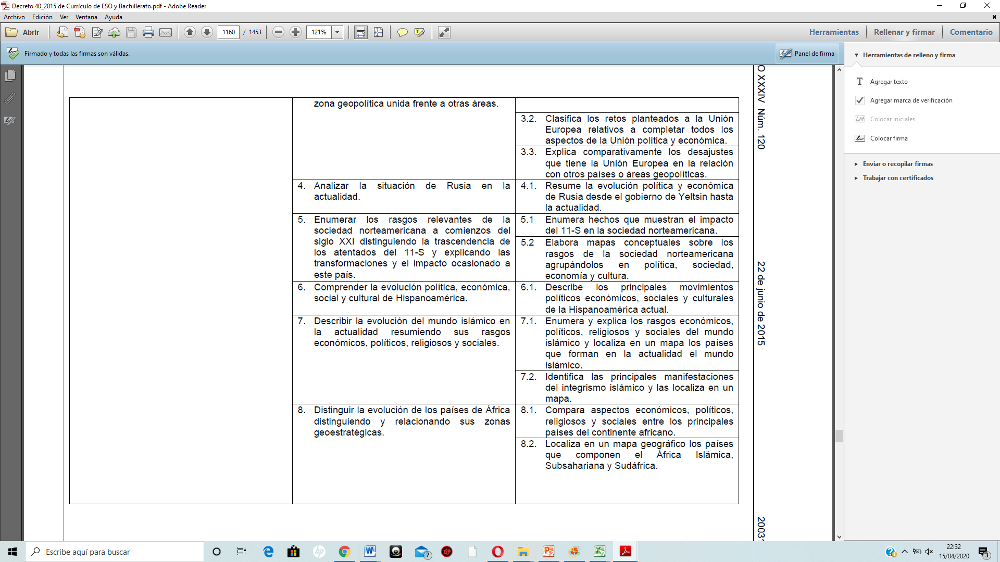 Decreto 40_2015 de Currículo de ESO y Bachillerato.pdf - Adobe Reader
Archivo Edición Ver Ventana Ayuda
Abrir 1160 / 1453 121% Herramientas Rellenar y firmar Comentario
Firmado y todas las firmas son válidas.
Panel de firma
zona geopolítica unida frente a otras áreas.
3.2. Clasifica los retos planteados a la Unión
Europea relativos a completar todos los
aspectos de la Unión política y económica.
3.3. Explica comparativamente los desajustes
que tiene la Unión Europea en la relación
con otros países o áreas geopolíticas.
4. Analizar la situación de Rusia en la
actualidad.
4.1. Resume la evolución política y económica
de Rusia desde el gobierno de Yeltsin hasta
la actualidad.
5. Enumerar los rasgos relevantes de la
sociedad norteamericana a comienzos del
siglo XXI distinguiendo la trascendencia de
los atentados del 11-S y explicando las
transformaciones y el impacto ocasionado a
este país.
5.1 Enumera hechos que muestran el impacto
del 11-S en la sociedad norteamericana.
5.2 Elabora mapas conceptuales sobre los
rasgos de la sociedad norteamericana
agrupándolos en política, sociedad,
economía y cultura.
6. Comprender la evolución política, económica,
social y cultural de Hispanoamérica.
6.1. Describe los principales movimientos
políticos económicos, sociales y culturales
de la Hispanoamérica actual.
7. Describir la evolución del mundo islámico en
la actualidad resumiendo sus rasgos
económicos, políticos, religiosos y sociales.
7.1. Enumera y explica los rasgos económicos,
políticos, religiosos y sociales del mundo
islámico y localiza en un mapa los países
que forman en la actualidad el mundo
islámico.
7.2. Identifica las principales manifestaciones
del integrismo islámico y las localiza en un
mapa.
8. Distinguir la evolución de los países de África
distinguiendo y relacionando sus zonas
geoestratégicas.
8.1. Compara aspectos económicos, políticos,
religiosos y sociales entre los principales
países del continente africano.
8.2. Localiza en un mapa geográfico los países
que componen el África Islámica,
Subsahariana y Sudáfrica.
O XXXIV Núm. 120
22 de junio de 2015
2003
Herramientas de relleno y firma
T Agregar texto
Agregar marca de verificación
LM Colocar iniciales
Colocar firma
Enviar o recopilar firmas
Trabajar con certificados
Escribe aquí para buscar
hp
7
22:32
15/04/2020
3